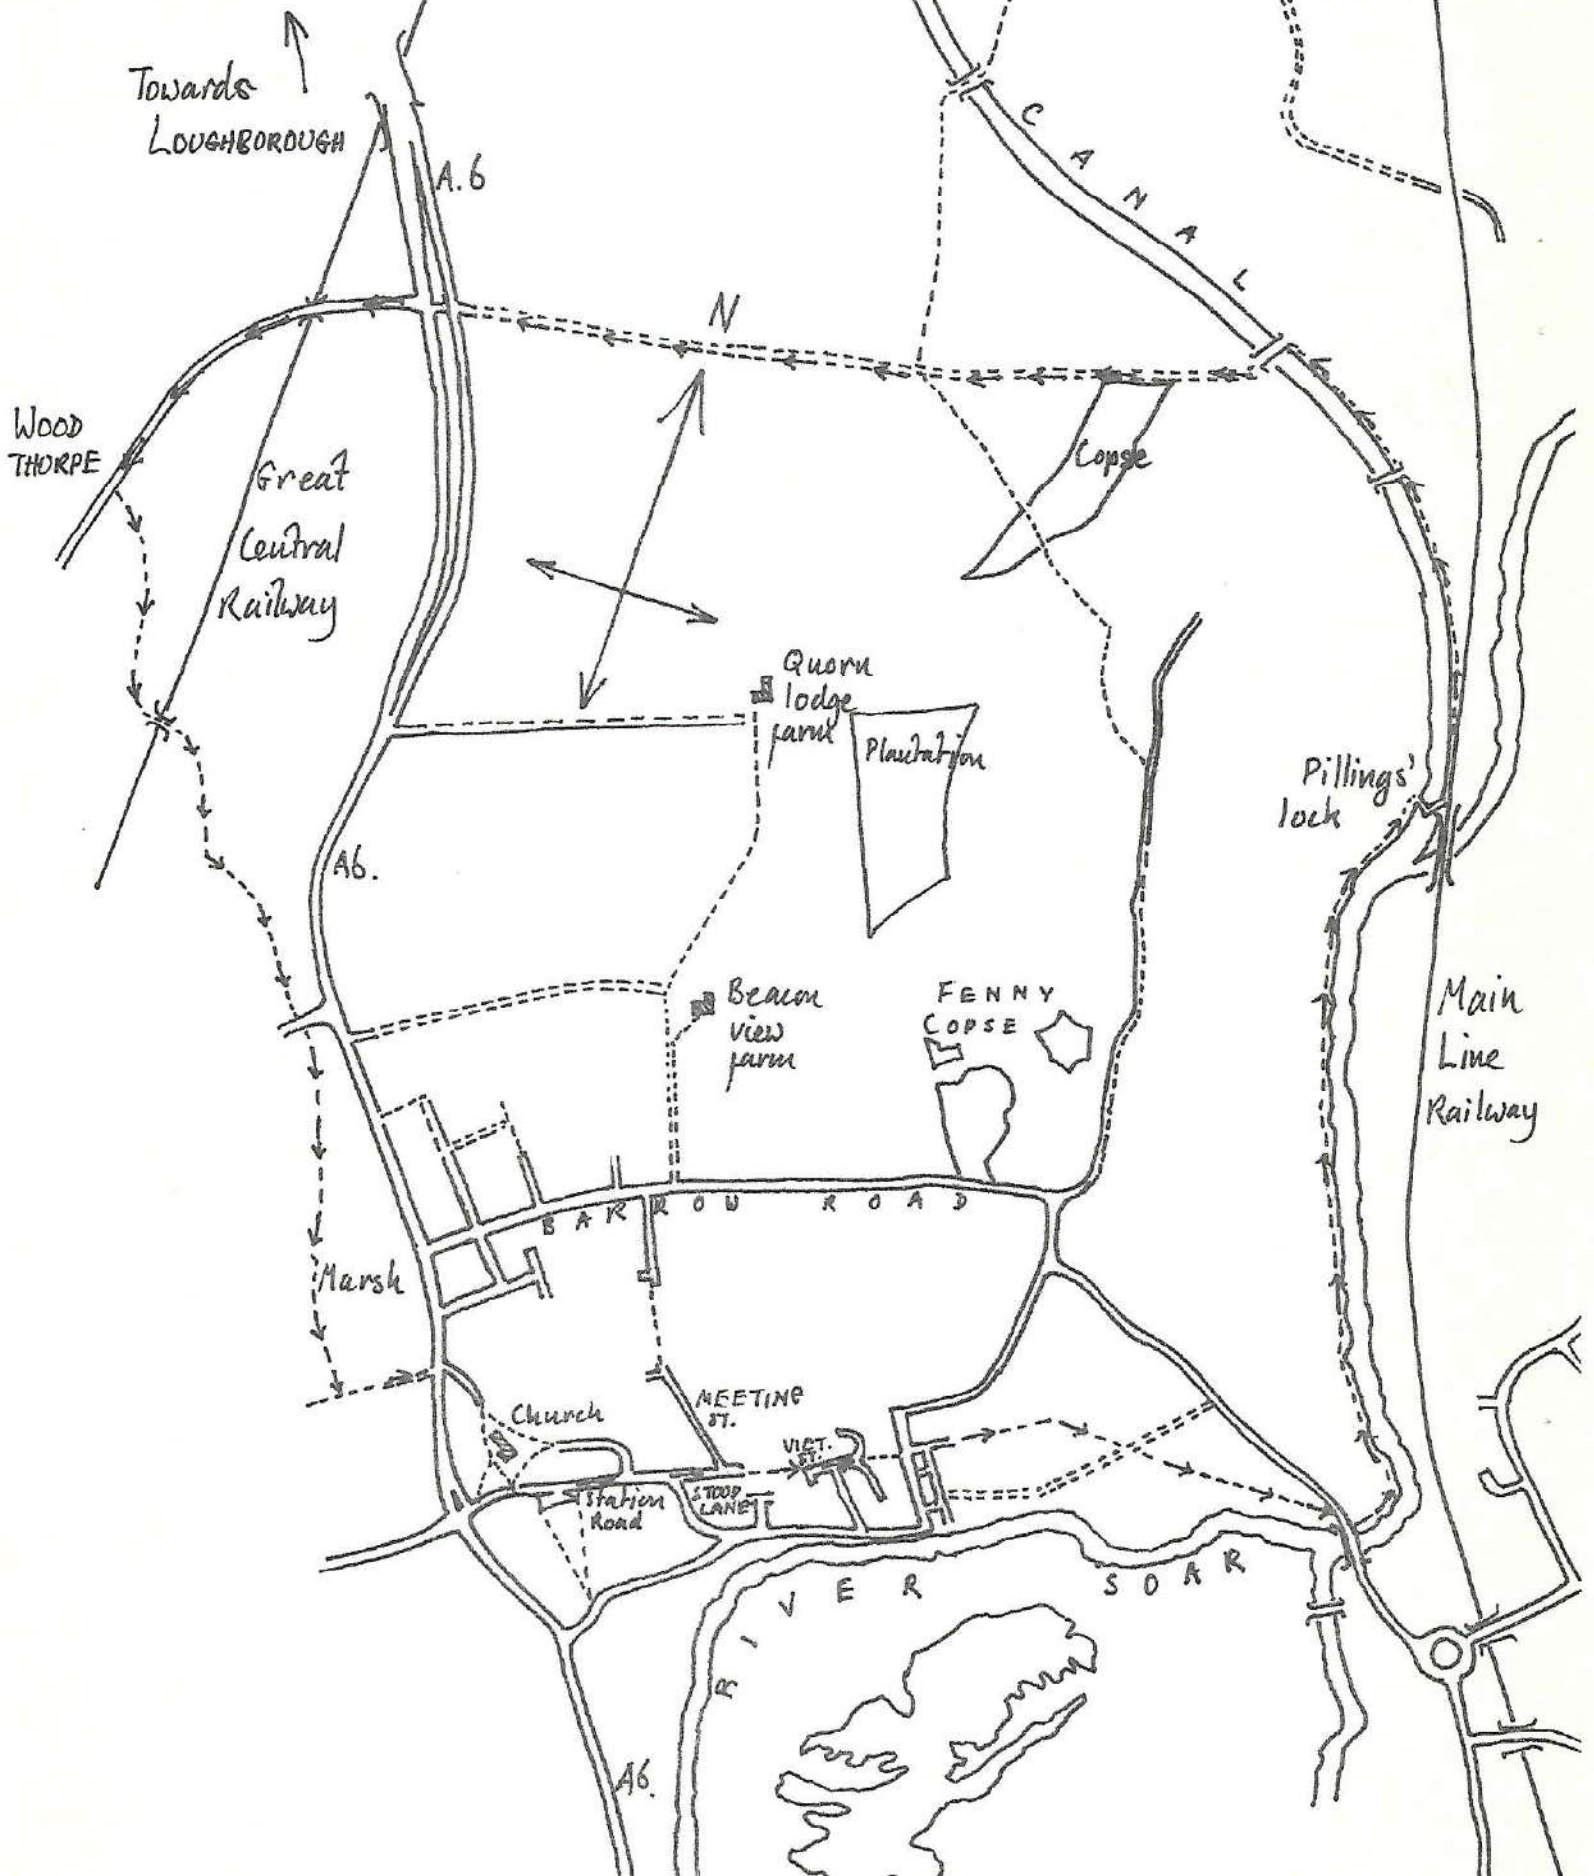 Towards
LOUGHBOROUGH
A.6
CANAL
N
WOOD
THORPE
Great
Central
Railway
Copse
Quorn
lodge
farm
Plantation
Pillings'
lock
A6.
Beacon
view
farm
FENNY
COPSE
Main
Line
Railway
BARROW ROAD
Marsh
Church
MEETING
ST.
VICT.
ST.
STOOP
LANE
Station
Road
RIVER SOAR
A6.